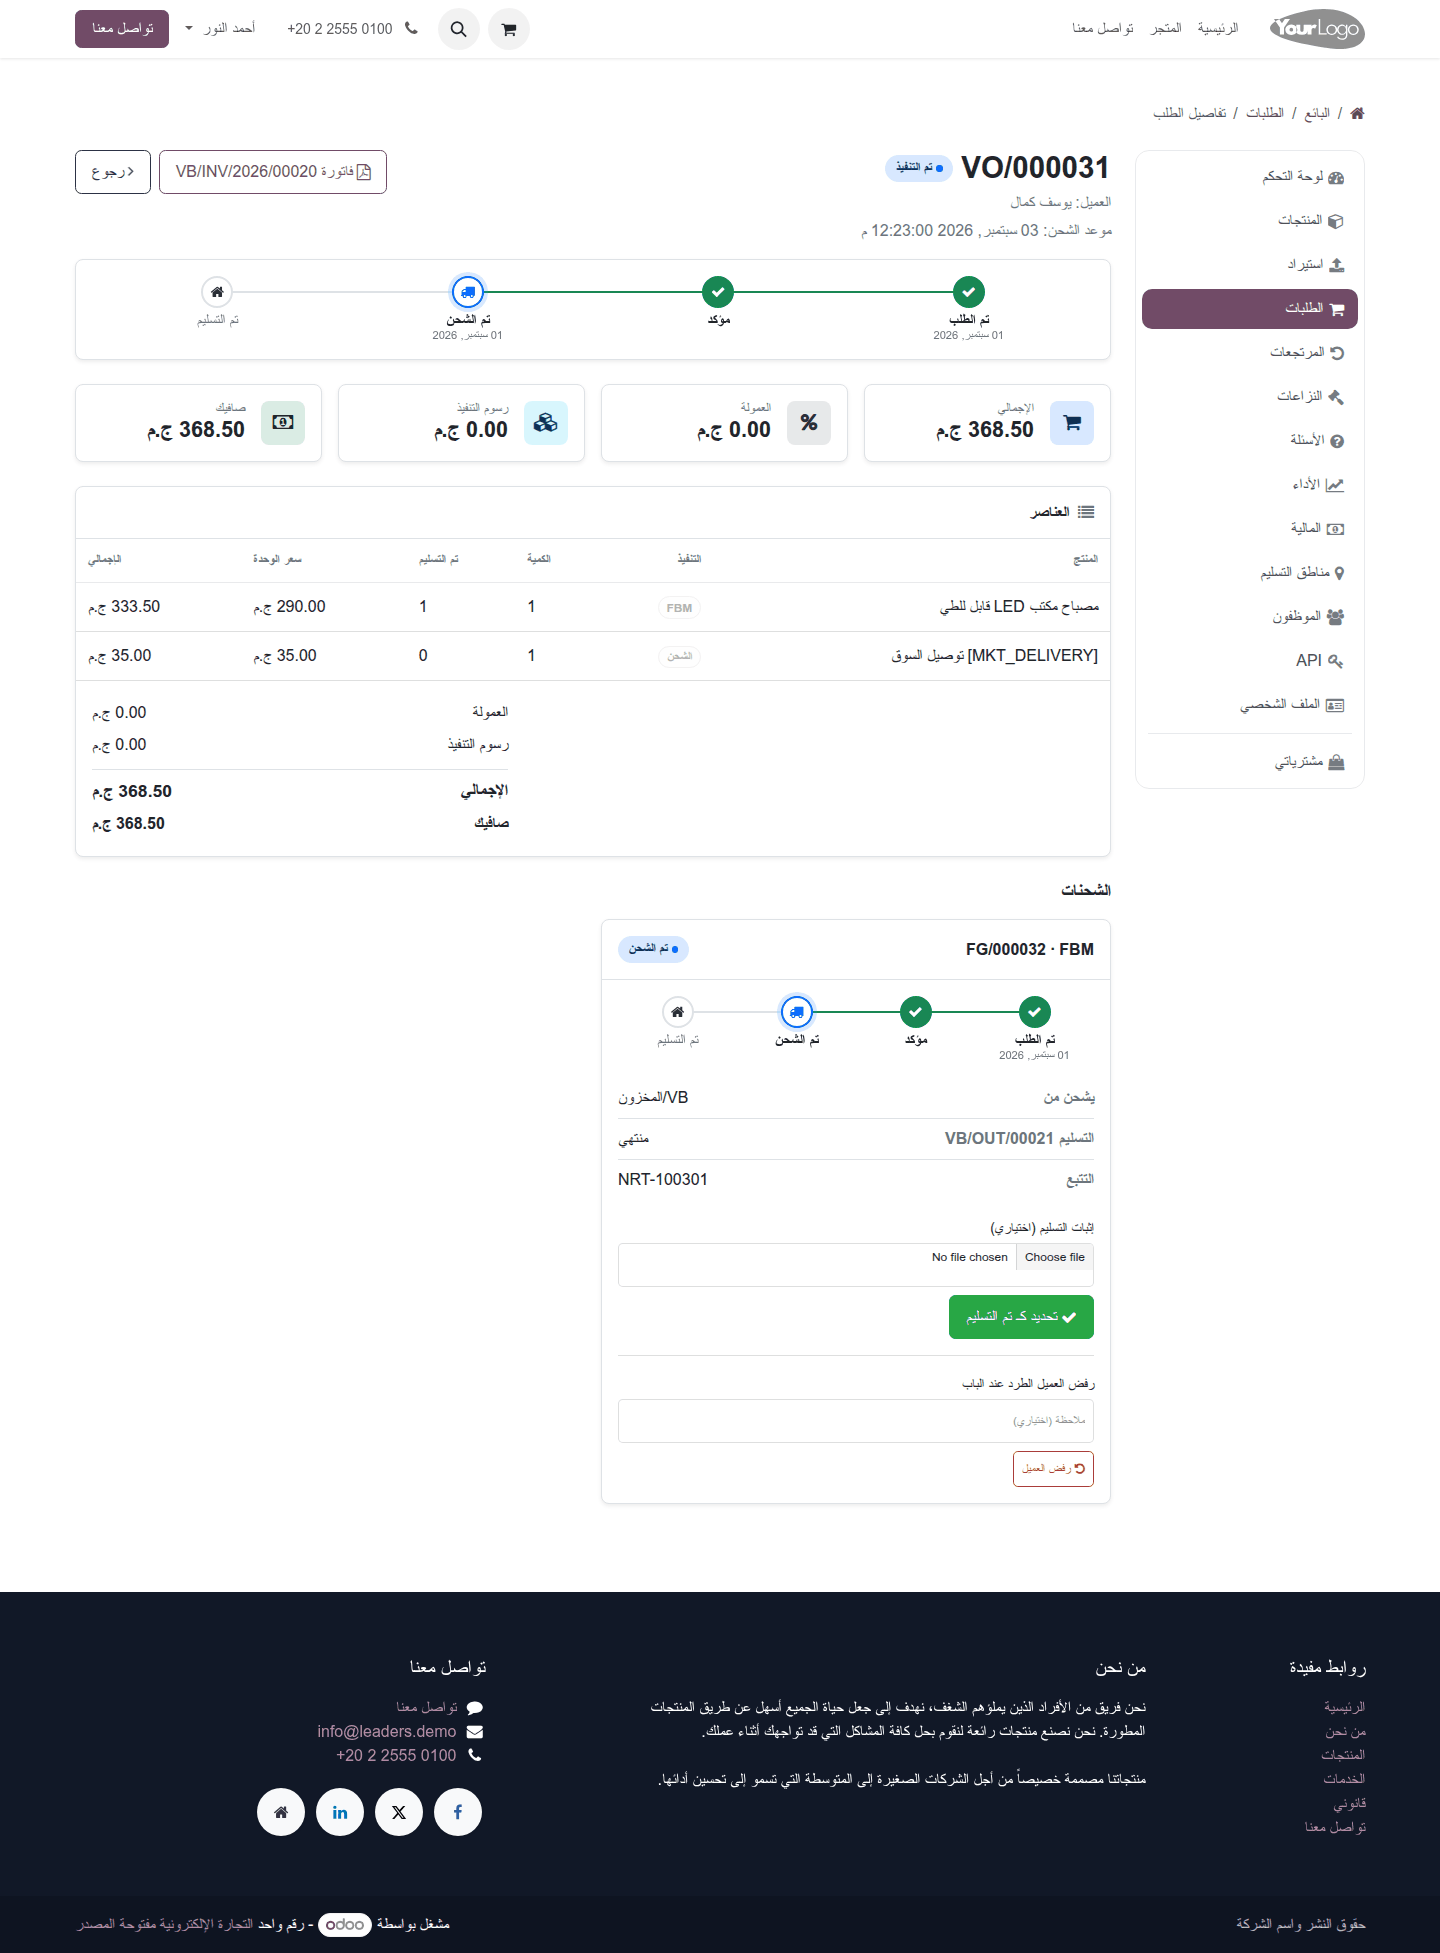 YourLogo
الرئيسية
المتجر
تواصل معنا
+20 2 2555 0100
أحمد النور
تواصل معنا
/ البائع / الطلبات / تفاصيل الطلب
لوحة التحكم
المنتجات
استيراد
الطلبات
المرتجعات
النزاعات
الأسئلة
الأداء
المالية
مناطق التسليم
الموظفون
API
الملف الشخصي
مشترياتي
VO/000031 تم التنفيذ
العميل: يوسف كمال
موعد الشحن: 03 سبتمبر, 2026 12:23:00 م
فاتورة VB/INV/2026/00020
رجوع
تم الطلب
01 سبتمبر, 2026
مؤكد
تم الشحن
01 سبتمبر, 2026
تم التسليم
الإجمالي
368.50 ج.م
العمولة
0.00 ج.م
رسوم التنفيذ
0.00 ج.م
صافيك
368.50 ج.م
العناصر
المنتج التنفيذ الكمية تم التسليم سعر الوحدة الإجمالي
مصباح مكتب LED قابل للطي FBM 1 1 290.00 ج.م 333.50 ج.م
[MKT_DELIVERY] توصيل السوق الشحن 1 0 35.00 ج.م 35.00 ج.م
العمولة 0.00 ج.م
رسوم التنفيذ 0.00 ج.م
الإجمالي 368.50 ج.م
صافيك 368.50 ج.م
الشحنات
FG/000032 · FBM تم الشحن
تم الطلب
01 سبتمبر, 2026
مؤكد
تم الشحن
تم التسليم
يشحن من VB/المخزون
التسليم VB/OUT/00021 منتهي
التتبع NRT-100301
إثبات التسليم (اختياري)
Choose file No file chosen
تحديد كـ تم التسليم
رفض العميل الطرد عند الباب
ملاحظة (اختياري)
رفض العميل
روابط مفيدة
الرئيسية
من نحن
المنتجات
الخدمات
قانوني
تواصل معنا
من نحن
نحن فريق من الأفراد الذين يملؤهم الشغف، نهدف إلى جعل حياة الجميع أسهل عن طريق المنتجات
المطورة. نحن نصنع منتجات رائعة لنقوم بحل كافة المشاكل التي قد تواجهك أثناء عملك.
منتجاتنا مصممة خصيصاً من أجل الشركات الصغيرة إلى المتوسطة التي تسمو إلى تحسين أدائها.
تواصل معنا
تواصل معنا
info@leaders.demo
+20 2 2555 0100
حقوق النشر واسم الشركة
مشغل بواسطة odoo - رقم واحد التجارة الإلكترونية مفتوحة المصدر